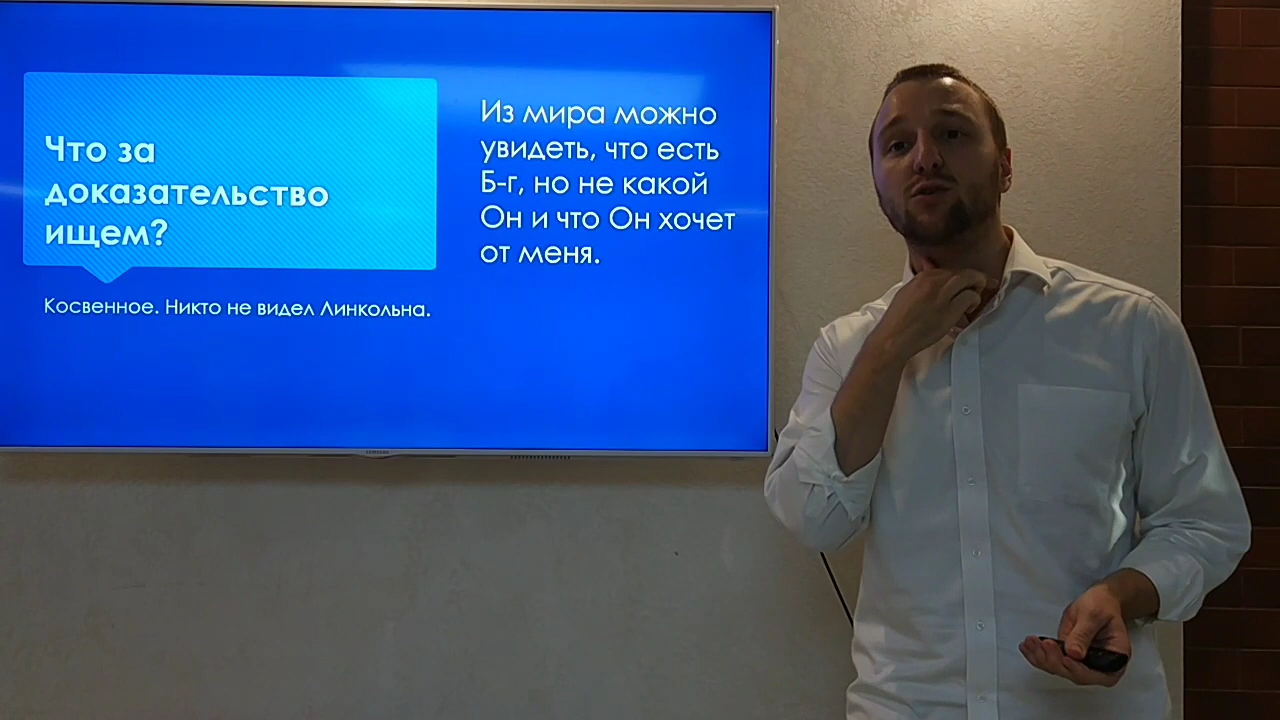 Что за
доказательство
ищем?
Косвенное. Никто не видел Линкольна.
Из мира можно
увидеть, что есть
Б-г, но не какой
Он и что Он хочет
от меня.
SAMSUNG